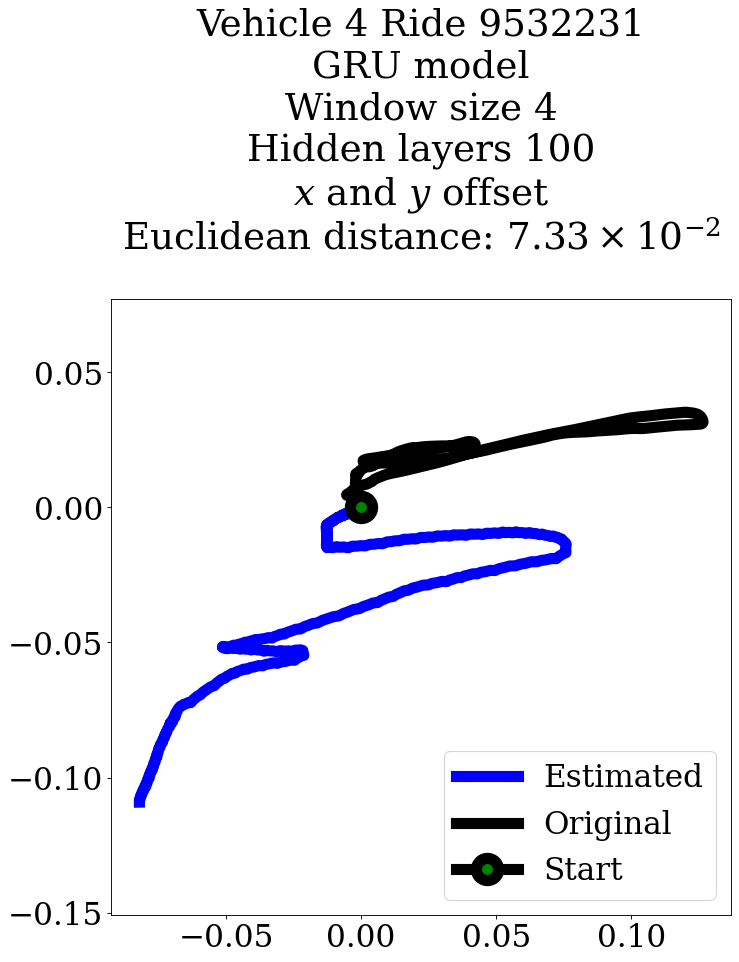 Vehicle 4 Ride 9532231
GRU model
Window size 4
Hidden layers 100
x and y offset
Euclidean distance: 7.33 × 10⁻²
0.05
0.00
−0.05
−0.10
−0.15
−0.05
0.00
0.05
0.10
Estimated
Original
Start